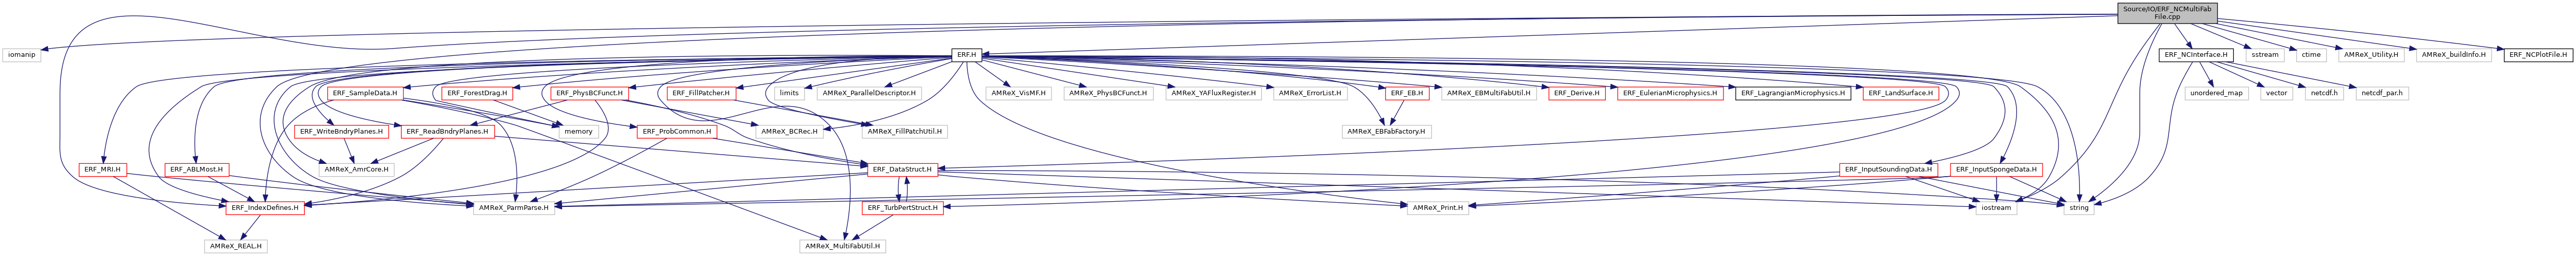 Source/IO/ERF_NCMultiFab
File.cpp
iomanip
ERF.H
ERF_NCInterface.H
sstream
ctime
AMReX_Utility.H
AMReX_buildInfo.H
ERF_NCPlotFile.H
ERF_SampleData.H
ERF_ForestDrag.H
ERF_PhysBCFunct.H
ERF_FillPatcher.H
limits
AMReX_ParallelDescriptor.H
AMReX_VisMF.H
AMReX_PhysBCFunct.H
AMReX_YAFluxRegister.H
AMReX_ErrorList.H
ERF_EB.H
AMReX_EBMultiFabUtil.H
ERF_Derive.H
ERF_EulerianMicrophysics.H
ERF_LagrangianMicrophysics.H
ERF_LandSurface.H
unordered_map
vector
netcdf.h
netcdf_par.h
ERF_WriteBndryPlanes.H
ERF_ReadBndryPlanes.H
memory
ERF_ProbCommon.H
AMReX_BCRec.H
AMReX_FillPatchUtil.H
AMReX_EBFabFactory.H
ERF_MRI.H
ERF_ABLMost.H
AMReX_AmrCore.H
ERF_DataStruct.H
ERF_InputSoundingData.H
ERF_InputSpongeData.H
ERF_IndexDefines.H
AMReX_ParmParse.H
ERF_TurbPertStruct.H
AMReX_Print.H
iostream
string
AMReX_REAL.H
AMReX_MultiFabUtil.H